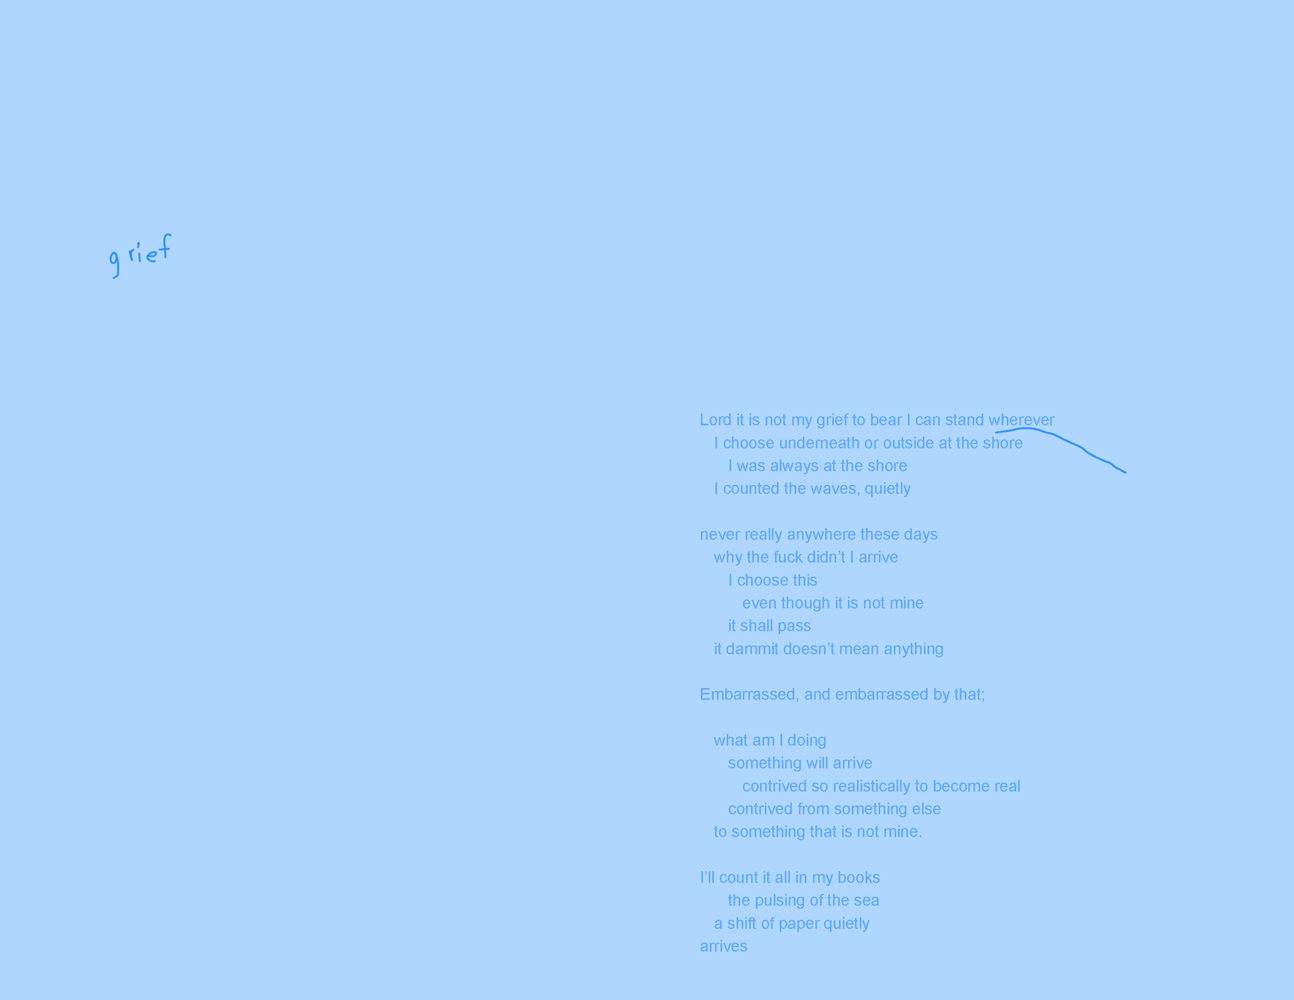 grief
Lord it is not my grief to bear I can stand wherever
I choose underneath or outside at the shore
I was always at the shore
I counted the waves, quietly
never really anywhere these days
why the fuck didn’t I arrive
I choose this
even though it is not mine
it shall pass
it dammit doesn’t mean anything
Embarrassed, and embarrassed by that;
what am I doing
something will arrive
contrived so realistically to become real
contrived from something else
to something that is not mine.
I’ll count it all in my books
the pulsing of the sea
a shift of paper quietly
arrives